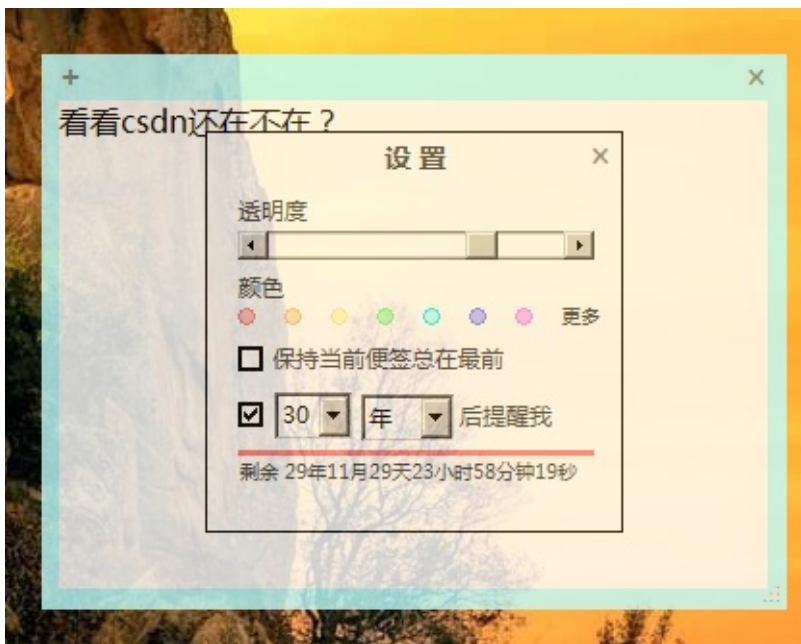 看看csdn还在不在？
设置
透明度
颜色
更多
保持当前便签总在最前
30 年 后提醒我
剩余 29年11月29天23小时58分钟19秒